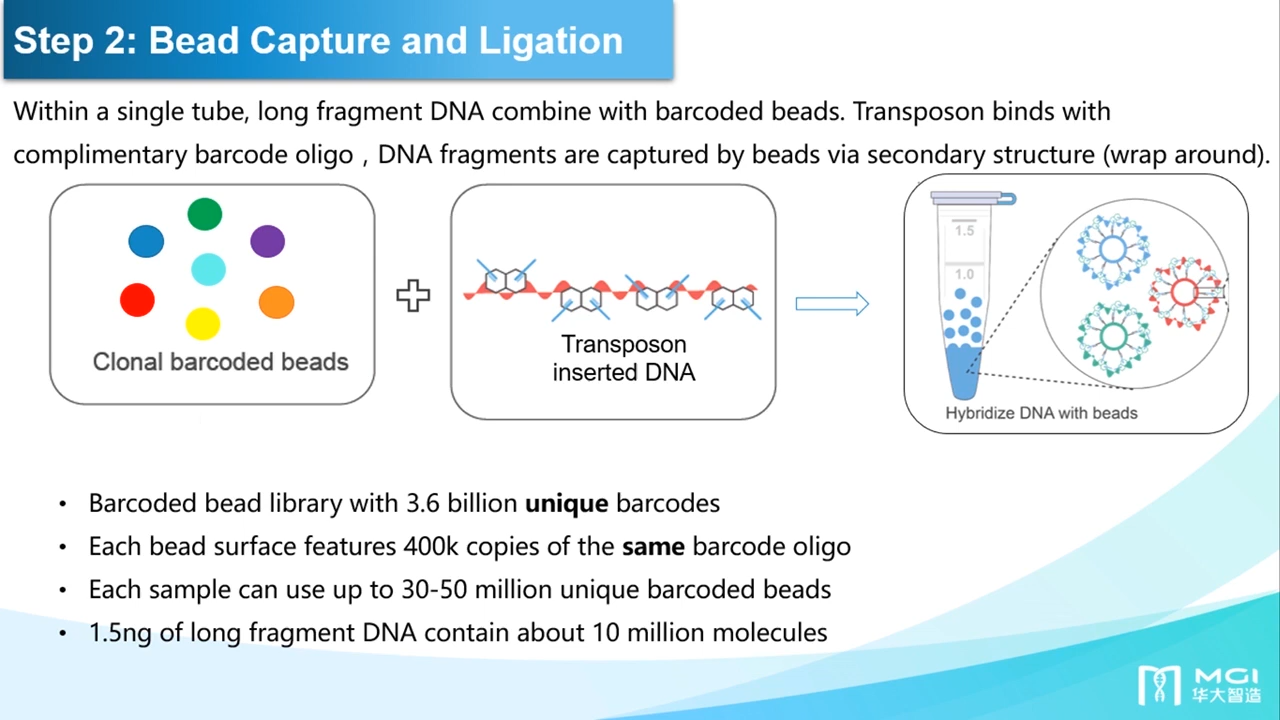 Step 2: Bead Capture and Ligation
Within a single tube, long fragment DNA combine with barcoded beads. Transposon binds with
complimentary barcode oligo , DNA fragments are captured by beads via secondary structure (wrap around).
Clonal barcoded beads
Transposon
inserted DNA
1.5
1.0
Hybridize DNA with beads
• Barcoded bead library with 3.6 billion unique barcodes
• Each bead surface features 400k copies of the same barcode oligo
• Each sample can use up to 30-50 million unique barcoded beads
• 1.5ng of long fragment DNA contain about 10 million molecules
MGI
华大智造